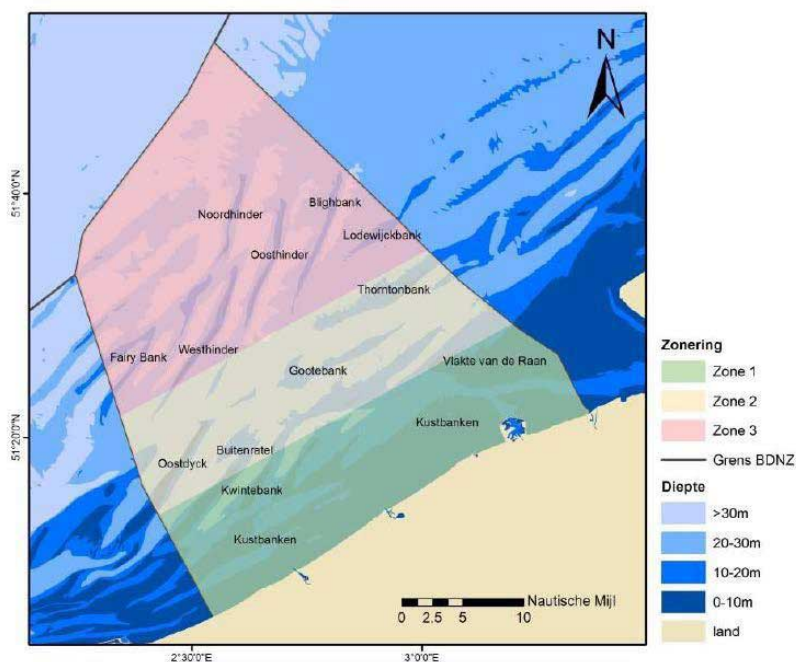 N
51°40'0"N
51°20'0"N
Noordhinder
Blighbank
Lodewijckbank
Oosthinder
Thorntonbank
Fairy Bank
Westhinder
Gootebank
Vlakte van de Raan
Kustbanken
Oostdyck
Buitenratel
Kwintebank
Kustbanken
Nautische Mijl
0 2.5 5 10
2°30'0"E
3°0'0"E
Zonering
Zone 1
Zone 2
Zone 3
Grens BDNZ
Diepte
>30m
20-30m
10-20m
0-10m
land